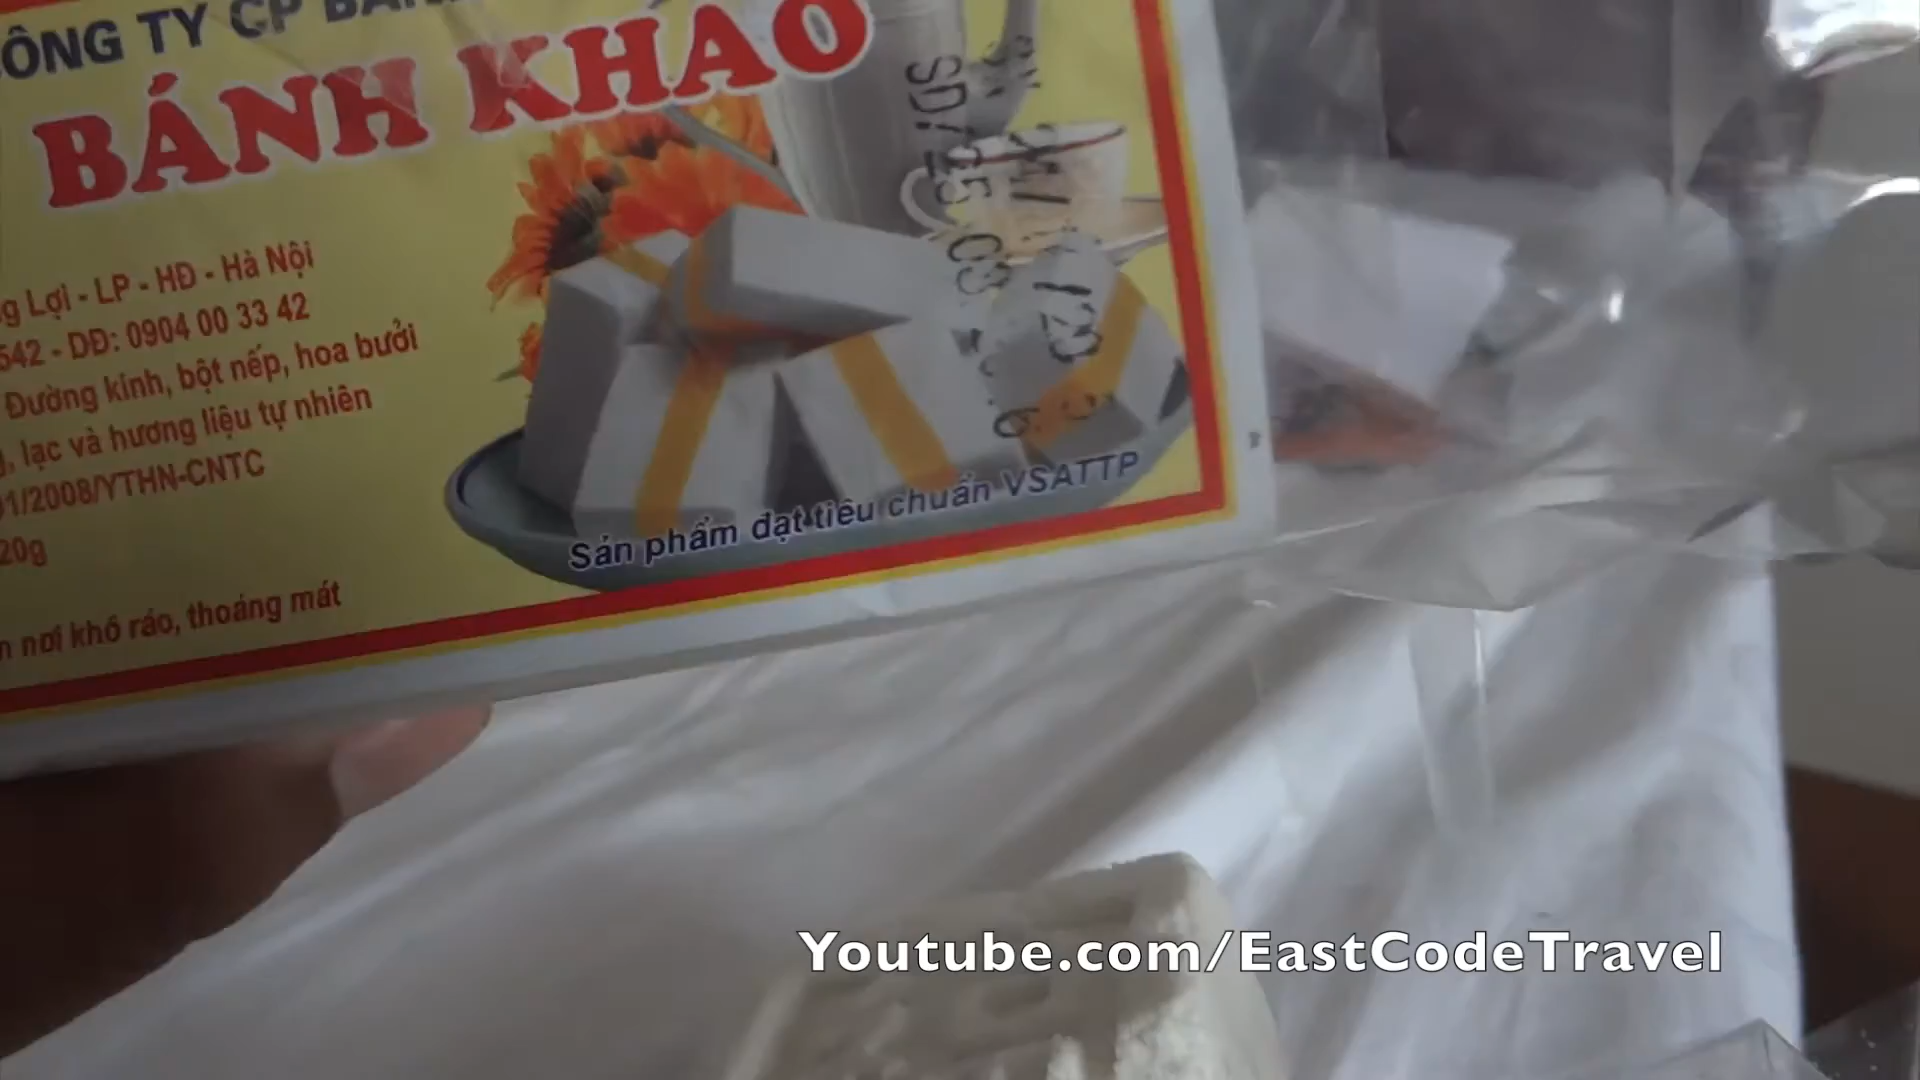 CÔNG TY CP
BÁNH KHẢO
Lợi - LP - HĐ - Hà Nội
542 - DĐ: 0904 00 33 42
Đường kính, bột nếp, hoa bưởi
lạc và hương liệu tự nhiên
01/2008/YTHN-CNTC
20g
nơi khô ráo, thoáng mát
Sản phẩm đạt tiêu chuẩn VSATTP
Youtube.com/EastCodeTravel